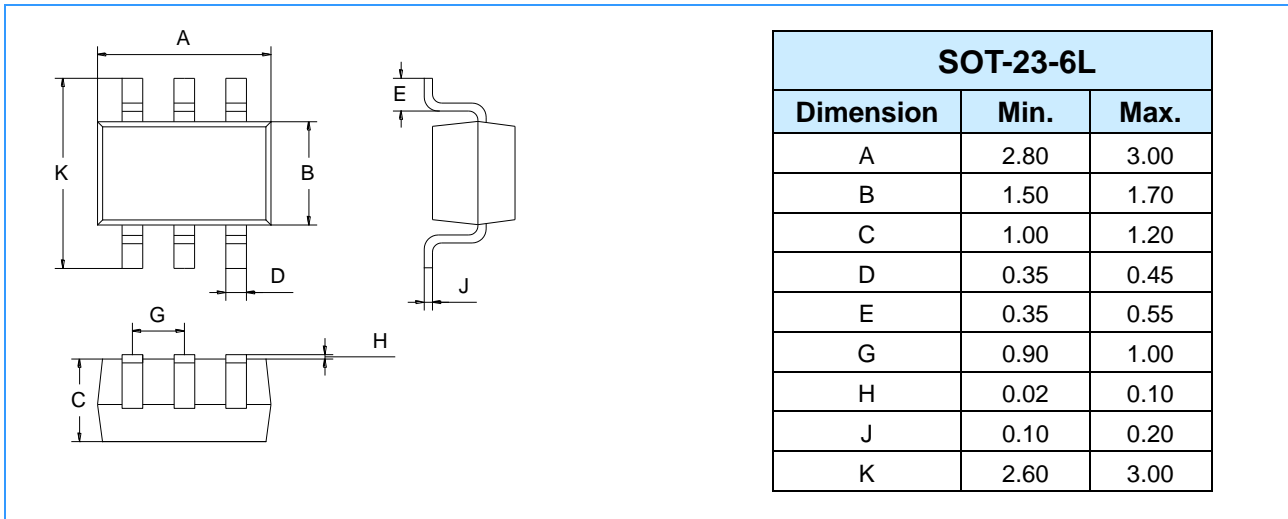 A
E
K
B
D
J
G
H
C
SOT-23-6L
Dimension Min. Max.
A 2.80 3.00
B 1.50 1.70
C 1.00 1.20
D 0.35 0.45
E 0.35 0.55
G 0.90 1.00
H 0.02 0.10
J 0.10 0.20
K 2.60 3.00